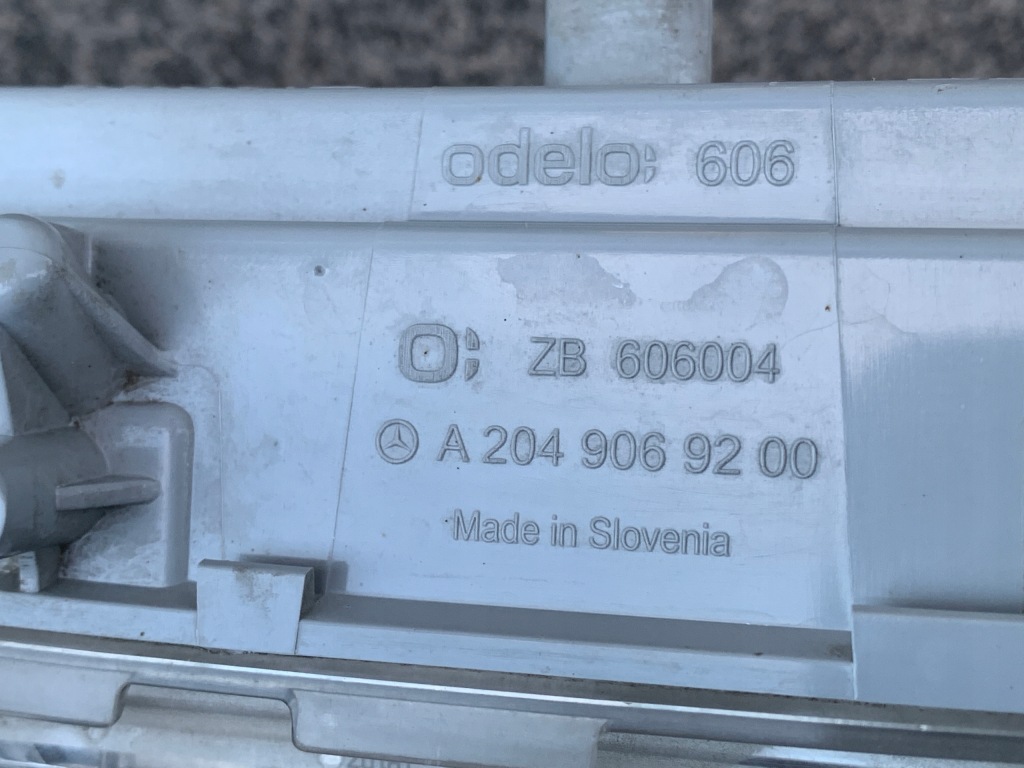 odelo; 606
o; ZB 606004
A 204 906 92 00
Made in Slovenia